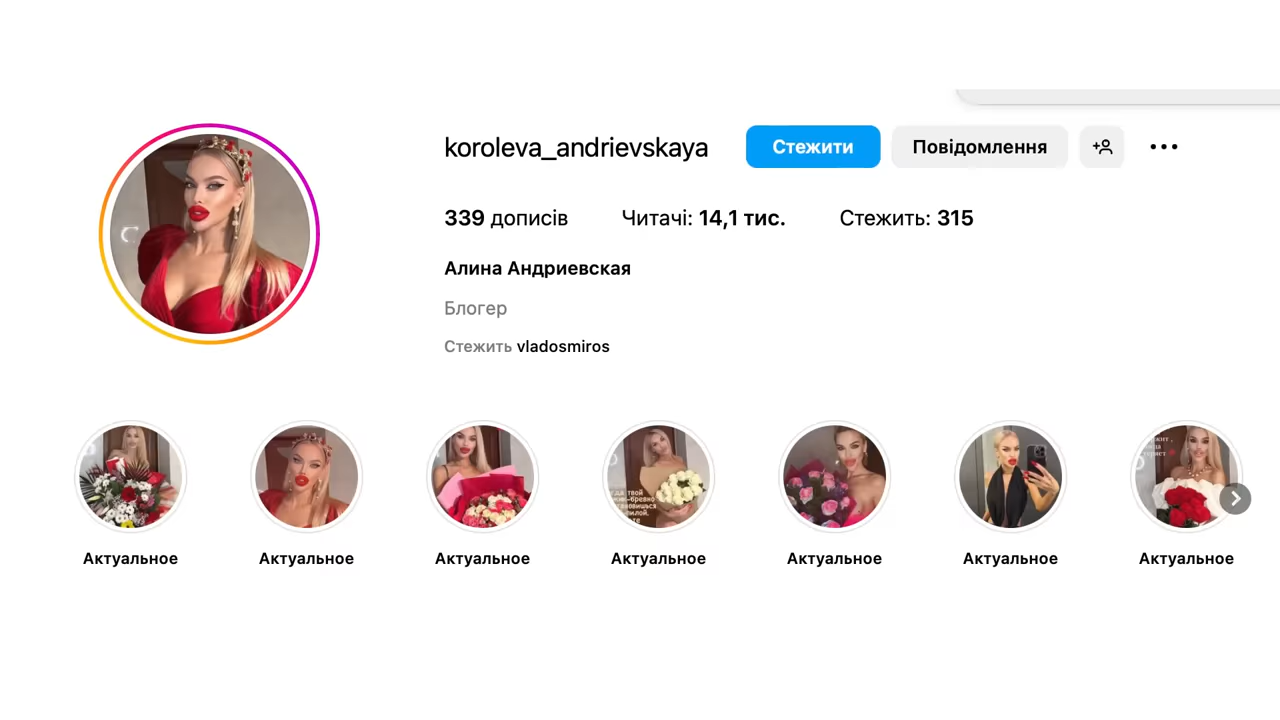 koroleva_andrievskaya
Стежити
Повідомлення
339 дописів
Читачі: 14,1 тис.
Стежить: 315
Алина Андриевская
Блогер
Стежить vladosmiros
твой
Актуальное
Актуальное
Актуальное
Актуальное
Актуальное
Актуальное
Актуальное